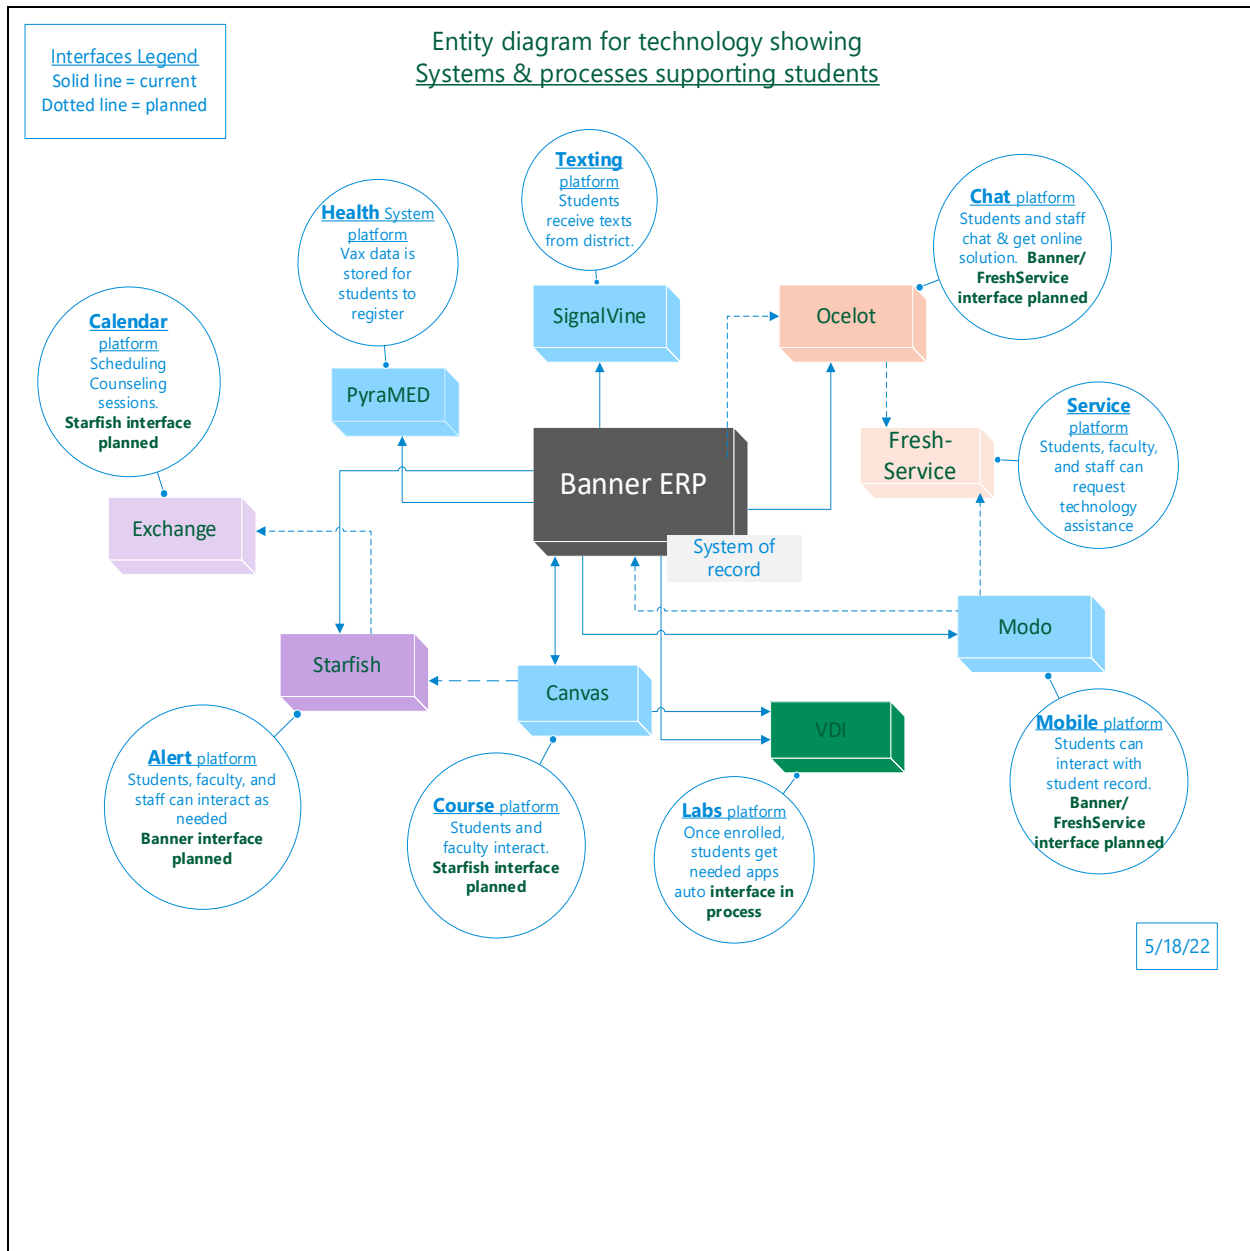 Interfaces Legend
Solid line = current
Dotted line = planned
Entity diagram for technology showing
Systems & processes supporting students
Texting
platform
Students
receive texts
from district.
Chat platform
Students and staff
chat & get online
solution. Banner/
FreshService
interface planned
Health System
platform
Vax data is
stored for
students to
register
Calendar
platform
Scheduling
Counseling
sessions.
Starfish interface
planned
SignalVine
Ocelot
PyraMED
Service
platform
Students, faculty,
and staff can
request
technology
assistance
Fresh-
Service
Banner ERP
Exchange
System of
record
Modo
Starfish
Canvas
VDI
Mobile platform
Students can
interact with
student record.
Banner/
FreshService
interface planned
Alert platform
Students, faculty, and
staff can interact as
needed
Banner interface
planned
Course platform
Students and
faculty interact.
Starfish interface
planned
Labs platform
Once enrolled,
students get
needed apps
auto interface in
process
5/18/22